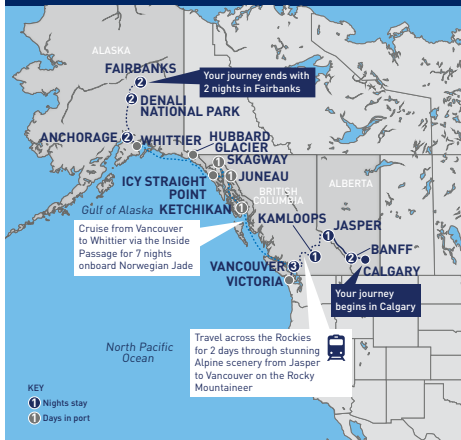 ALASKA
FAIRBANKS
2
Your journey ends with
2 nights in Fairbanks
2
DENALI
NATIONAL PARK
ANCHORAGE
2
WHITTIER
HUBBARD
GLACIER
1
SKAGWAY
ICY STRAIGHT
POINT
1
JUNEAU
BRITISH
COLUMBIA
ALBERTA
Gulf of Alaska
KETCHIKAN
1
KAMLOOPS
1
JASPER
Cruise from Vancouver
to Whittier via the Inside
Passage for 7 nights
onboard Norwegian Jade
1
2
BANFF
VANCOUVER
3
CALGARY
VICTORIA
Your journey
begins in Calgary
North Pacific
Ocean
Travel across the Rockies
for 2 days through stunning
Alpine scenery from Jasper
to Vancouver on the Rocky
Mountaineer
KEY
1 Nights stay
1 Days in port